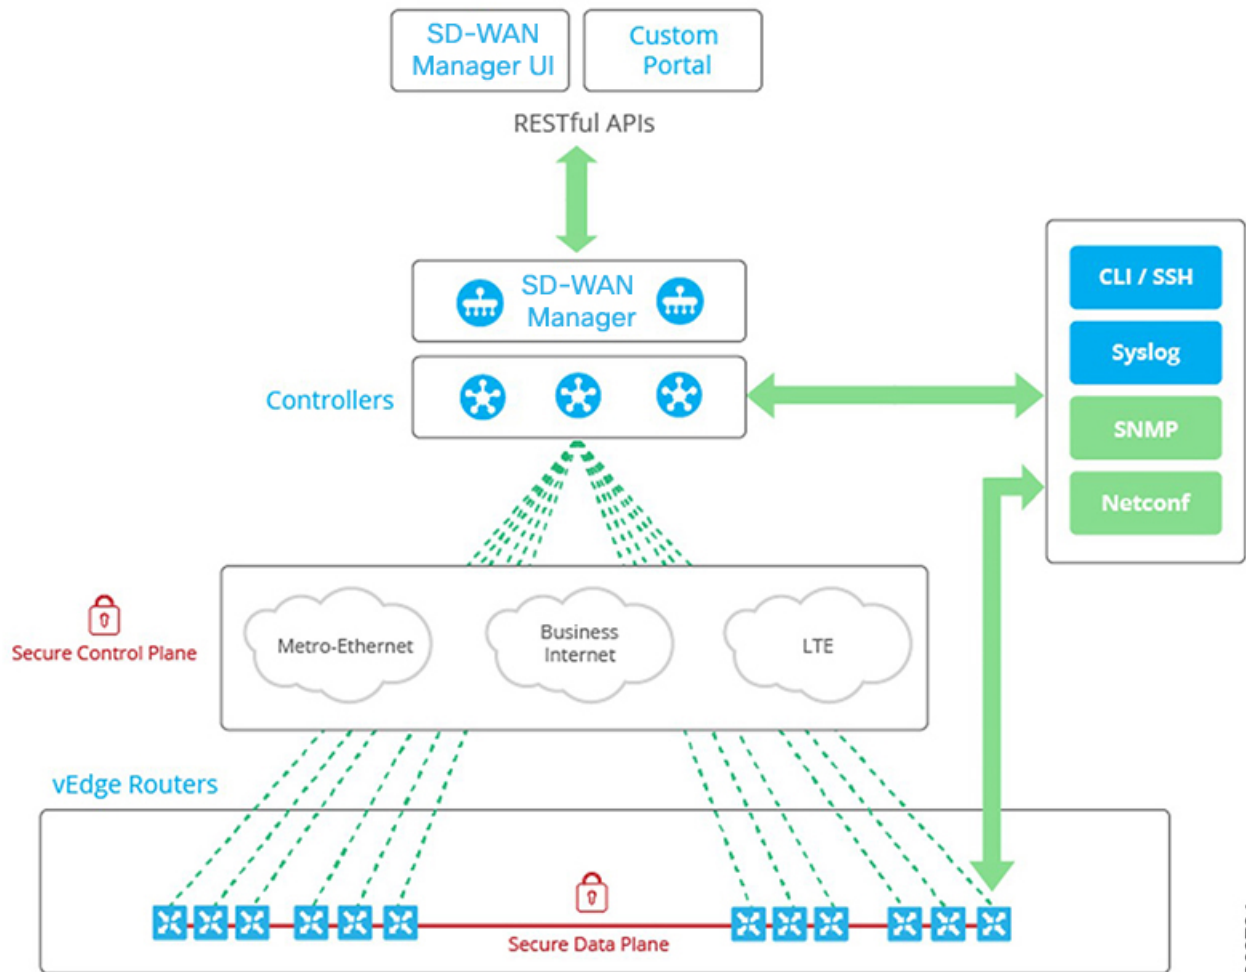 SD-WAN
Manager UI
Custom
Portal
RESTful APIs
SD-WAN
Manager
Controllers
CLI / SSH
Syslog
SNMP
Netconf
Secure Control Plane
Metro-Ethernet
Business
Internet
LTE
vEdge Routers
Secure Data Plane